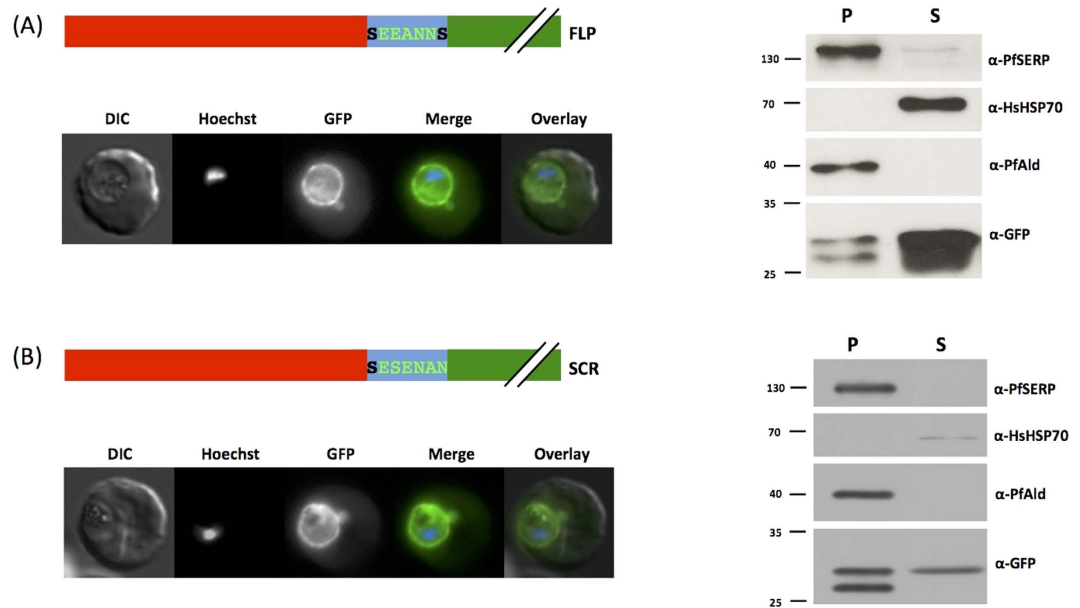 (A)
SEEANNS
FLP
DIC Hoechst GFP Merge Overlay
P S
130
α-PfSERP
70
α-HsHSP70
40
α-PfAld
35
α-GFP
25
(B)
SESENAN
SCR
DIC Hoechst GFP Merge Overlay
P S
130
α-PfSERP
70
α-HsHSP70
40
α-PfAld
35
α-GFP
25